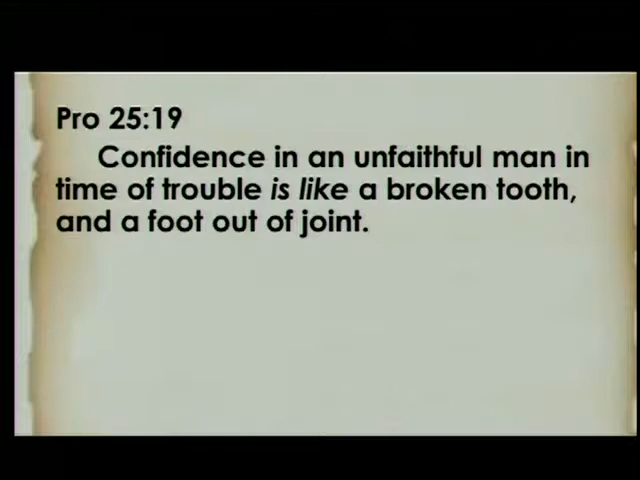 Pro 25:19
Confidence in an unfaithful man in
time of trouble is like a broken tooth,
and a foot out of joint.